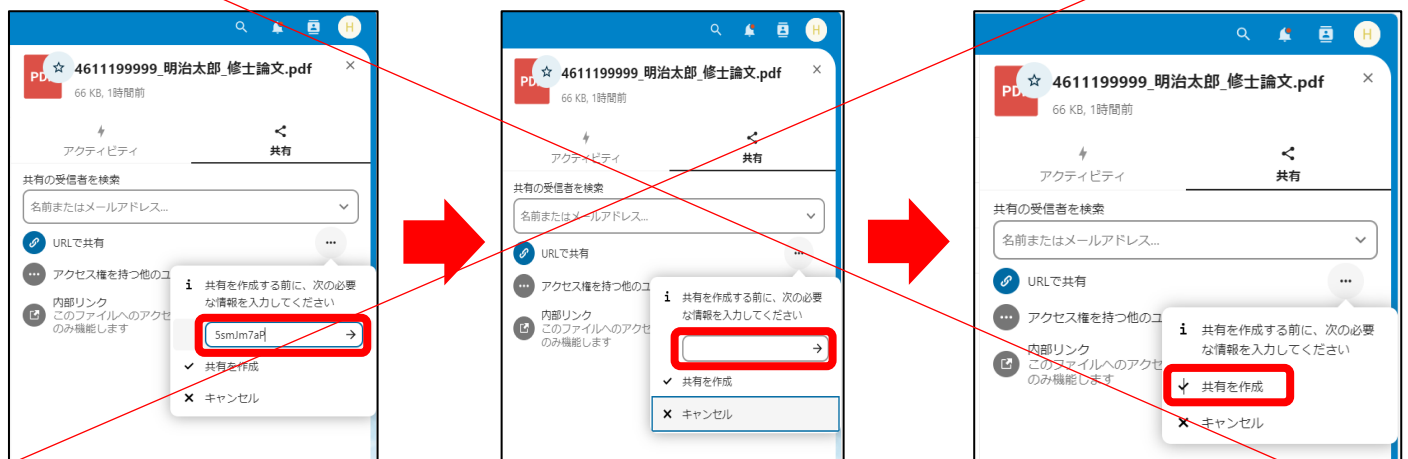 H
PD
4611199999_明治太郎_修士論文.pdf
66 KB, 1時間前
アクティビティ
共有
共有の受信者を検索
名前またはメールアドレス...
URLで共有
アクセス権を持つ他のユ
内部リンク
このファイルへのアクセ
のみ機能します
i 共有を作成する前に、次の必要
な情報を入力してください
5smJm7aP
共有を作成
キャンセル
H
PD
4611199999_明治太郎_修士論文.pdf
66 KB, 1時間前
アクティビティ
共有
共有の受信者を検索
名前またはメールアドレス...
URLで共有
アクセス権を持つ他のユ
内部リンク
このファイルへのアクセ
のみ機能します
i 共有を作成する前に、次の必要
な情報を入力してください
共有を作成
キャンセル
H
PD
4611199999_明治太郎_修士論文.pdf
66 KB, 1時間前
アクティビティ
共有
共有の受信者を検索
名前またはメールアドレス...
URLで共有
アクセス権を持つ他のユ
内部リンク
このファイルへのアクセ
のみ機能します
i 共有を作成する前に、次の必要
な情報を入力してください
共有を作成
キャンセル